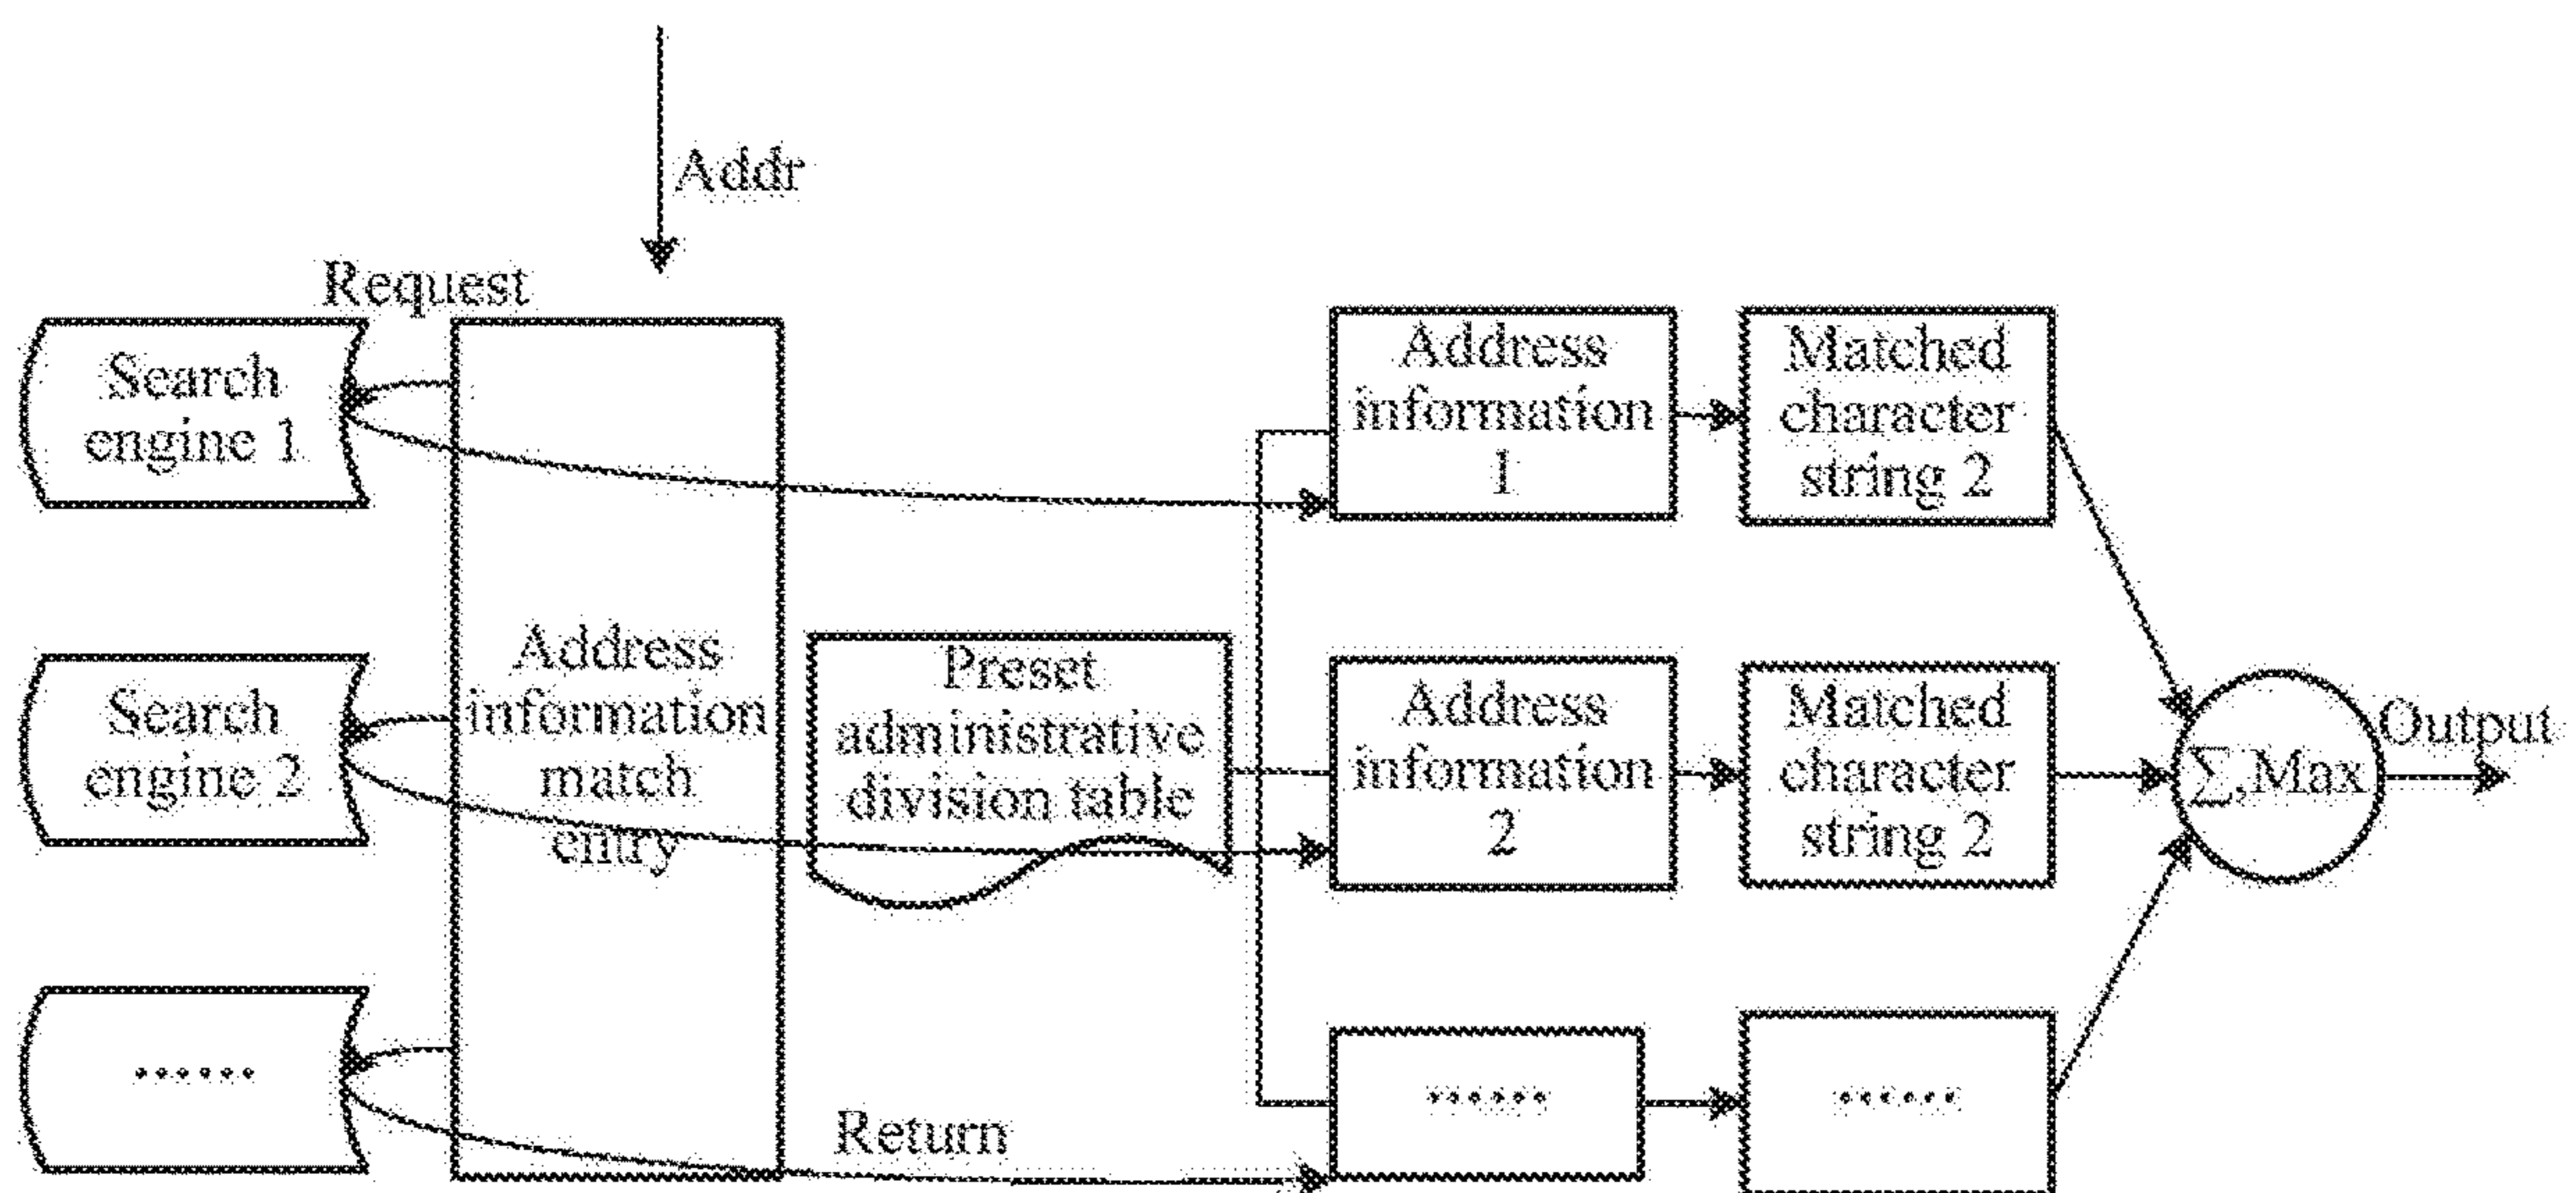 Addr
Request
Search
engine 1
Address
information
1
Matched
character
string 2
Search
engine 2
Address
information
match
entry
Preset
administrative
division table
Address
information
2
Matched
character
string 2
∑,Max
Output
......
Return
......
......